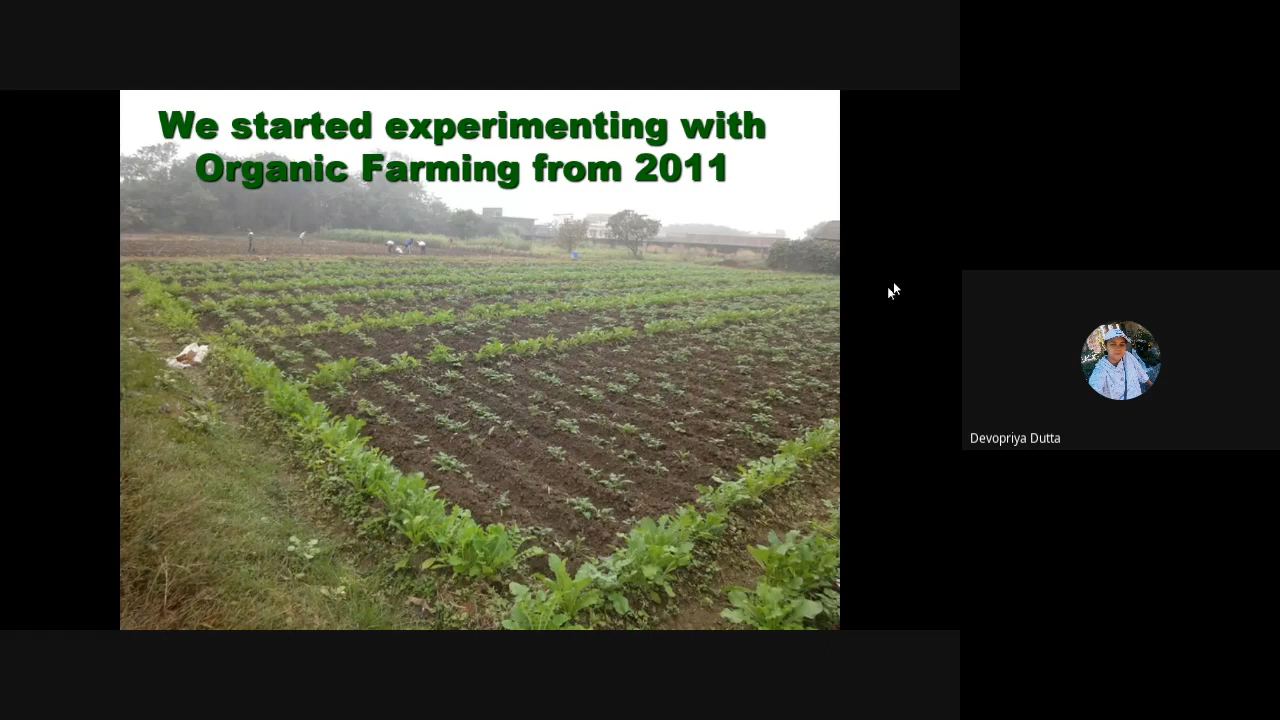 We started experimenting with
Organic Farming from 2011
Devopriya Dutta